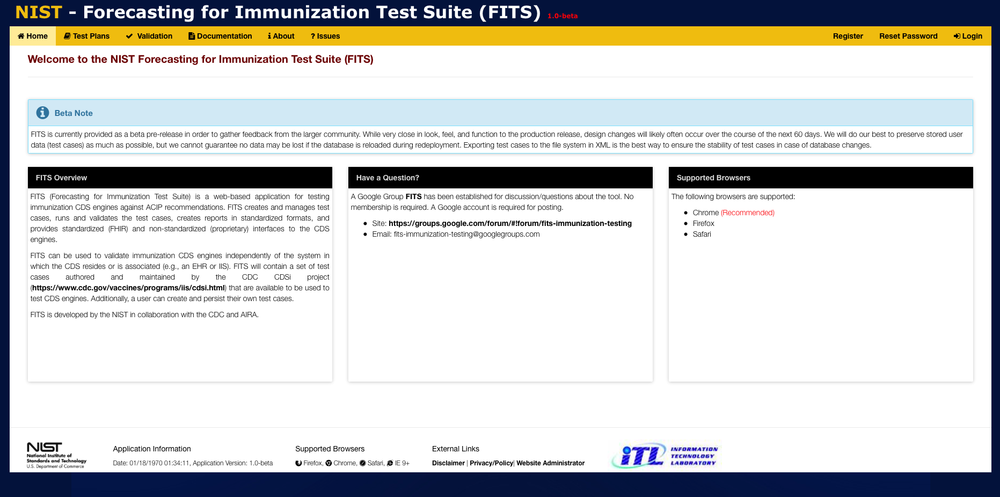 NIST - Forecasting for Immunization Test Suite (FITS) 1.0-beta
Home Test Plans Validation Documentation About Issues Register Reset Password Login
Welcome to the NIST Forecasting for Immunization Test Suite (FITS)
Beta Note
FITS is currently provided as a beta pre-release in order to gather feedback from the larger community. While very close in look, feel, and function to the production release, design changes will likely often occur over the course of the next 60 days. We will do our best to preserve stored user
data (test cases) as much as possible, but we cannot guarantee no data may be lost if the database is reloaded during redeployment. Exporting test cases to the file system in XML is the best way to ensure the stability of test cases in case of database changes.
FITS Overview
FITS (Forecasting for Immunization Test Suite) is a web-based application for testing
immunization CDS engines against ACIP recommendations. FITS creates and manages test
cases, runs and validates the test cases, creates reports in standardized formats, and
provides standardized (FHIR) and non-standardized (proprietary) interfaces to the CDS
engines.
FITS can be used to validate immunization CDS engines independently of the system in
which the CDS resides or is associated (e.g., an EHR or IIS). FITS will contain a set of test
cases authored and maintained by the CDC CDSi project
(https://www.cdc.gov/vaccines/programs/iis/cdsi.html) that are available to be used to
test CDS engines. Additionally, a user can create and persist their own test cases.
FITS is developed by the NIST in collaboration with the CDC and AIRA.
Have a Question?
A Google Group FITS has been established for discussion/questions about the tool. No
membership is required. A Google account is required for posting.
• Site: https://groups.google.com/forum/#!forum/fits-immunization-testing
• Email: fits-immunization-testing@googlegroups.com
Supported Browsers
The following browsers are supported:
• Chrome (Recommended)
• Firefox
• Safari
NIST
National Institute of
Standards and Technology
U.S. Department of Commerce
Application Information
Date: 01/18/1970 01:34:11, Application Version: 1.0-beta
Supported Browsers
Firefox, Chrome, Safari, IE 9+
External Links
Disclaimer | Privacy/Policy| Website Administrator
iTL INFORMATION
TECHNOLOGY
LABORATORY